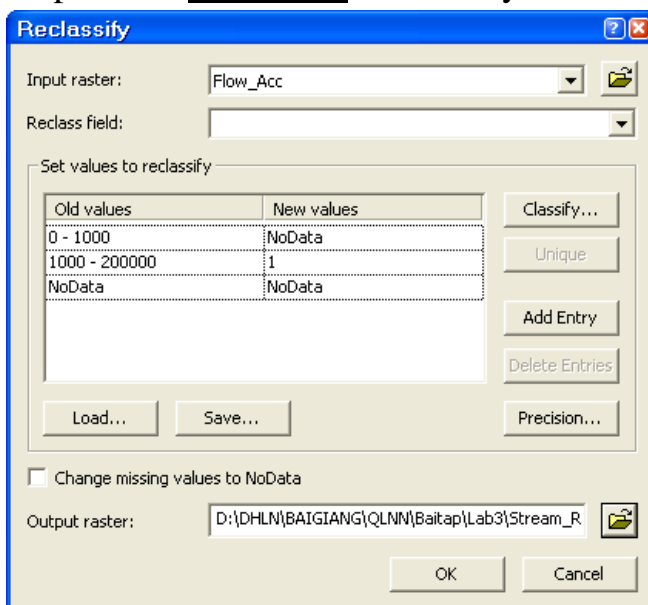 Reclassify
Input raster: Flow_Acc
Reclass field:
Set values to reclassify
Old values New values
0 - 1000 NoData
1000 - 200000 1
NoData NoData
Classify...
Unique
Add Entry
Delete Entries
Load... Save... Precision...
Change missing values to NoData
Output raster: D:\DHLN\BAIGIANG\QLNN\Baitap\Lab3\Stream_R
OK Cancel